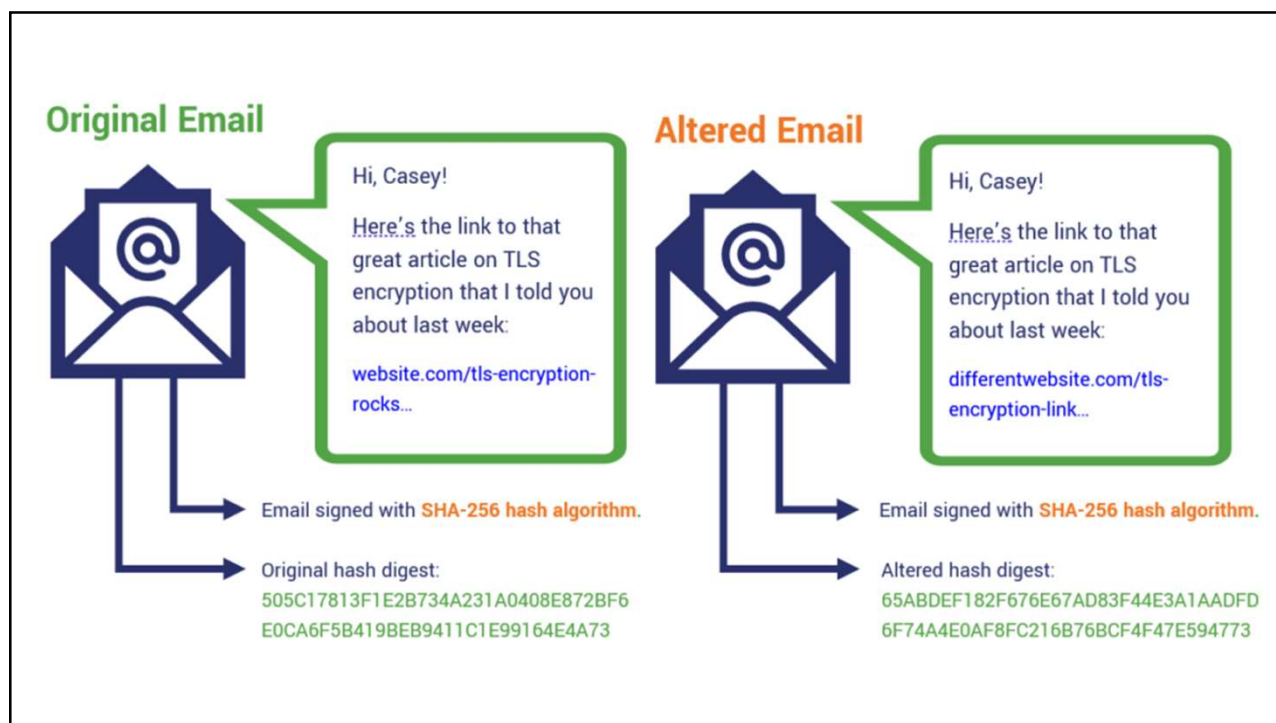 Original Email
Hi, Casey!
Here's the link to that
great article on TLS
encryption that I told you
about last week:
website.com/tls-encryption-
rocks…
Email signed with SHA-256 hash algorithm.
Original hash digest:
505C17813F1E2B734A231A0408E872BF6
E0CA6F5B419BEB9411C1E99164E4A73
Altered Email
Hi, Casey!
Here's the link to that
great article on TLS
encryption that I told you
about last week:
differentwebsite.com/tls-
encryption-link…
Email signed with SHA-256 hash algorithm.
Altered hash digest:
65ABDEF182F676E67AD83F44E3A1AADFD
6F74A4E0AF8FC216B76BCF4F47E594773